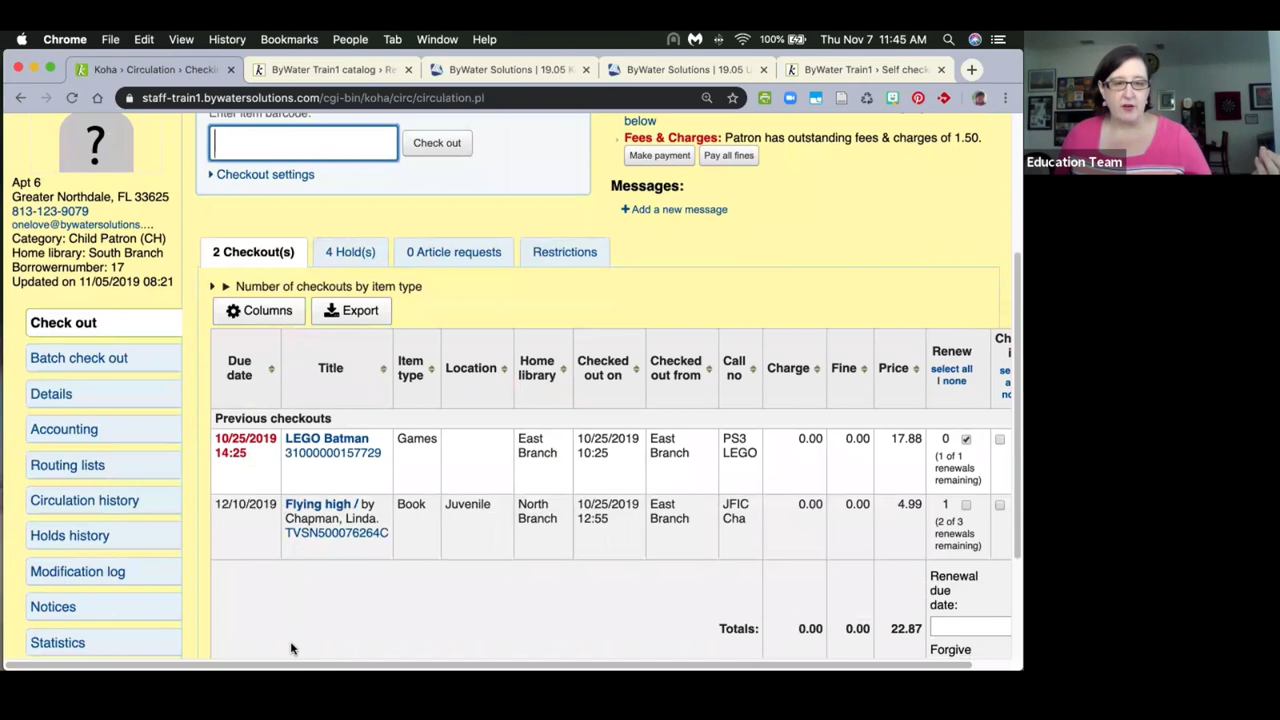 Chrome File Edit View History Bookmarks People Tab Window Help 100% Thu Nov 7 11:45 AM
Koha › Circulation › Checki
ByWater Train1 catalog › Re
ByWater Solutions | 19.05 K
ByWater Solutions | 19.05 U
ByWater Train1 › Self check
staff-train1.bywatersolutions.com/cgi-bin/koha/circ/circulation.pl
Enter item barcode:
Check out
Checkout settings
below
Fees & Charges: Patron has outstanding fees & charges of 1.50.
Make payment Pay all fines
Messages:
+Add a new message
Education Team
?
Apt 6
Greater Northdale, FL 33625
813-123-9079
onelove@bywatersolutions....
Category: Child Patron (CH)
Home library: South Branch
Borrowernumber: 17
Updated on 11/05/2019 08:21
Check out
Batch check out
Details
Accounting
Routing lists
Circulation history
Holds history
Modification log
Notices
Statistics
2 Checkout(s) 4 Hold(s) 0 Article requests Restrictions
Number of checkouts by item type
Columns Export
Due date
Title
Item type
Location
Home library
Checked out on
Checked out from
Call no
Charge
Fine
Price
Renew
select all
| none
Ch
i
se
a
no
Previous checkouts
10/25/2019 14:25
LEGO Batman
31000000157729
Games
East Branch
10/25/2019 10:25
East Branch
PS3 LEGO
0.00
0.00
17.88
0
(1 of 1
renewals
remaining)
12/10/2019
Flying high / by
Chapman, Linda.
TVSN500076264C
Book
Juvenile
North Branch
10/25/2019 12:55
East Branch
JFIC Cha
0.00
0.00
4.99
1
(2 of 3
renewals
remaining)
Totals: 0.00 0.00 22.87
Renewal
due
date:
Forgive